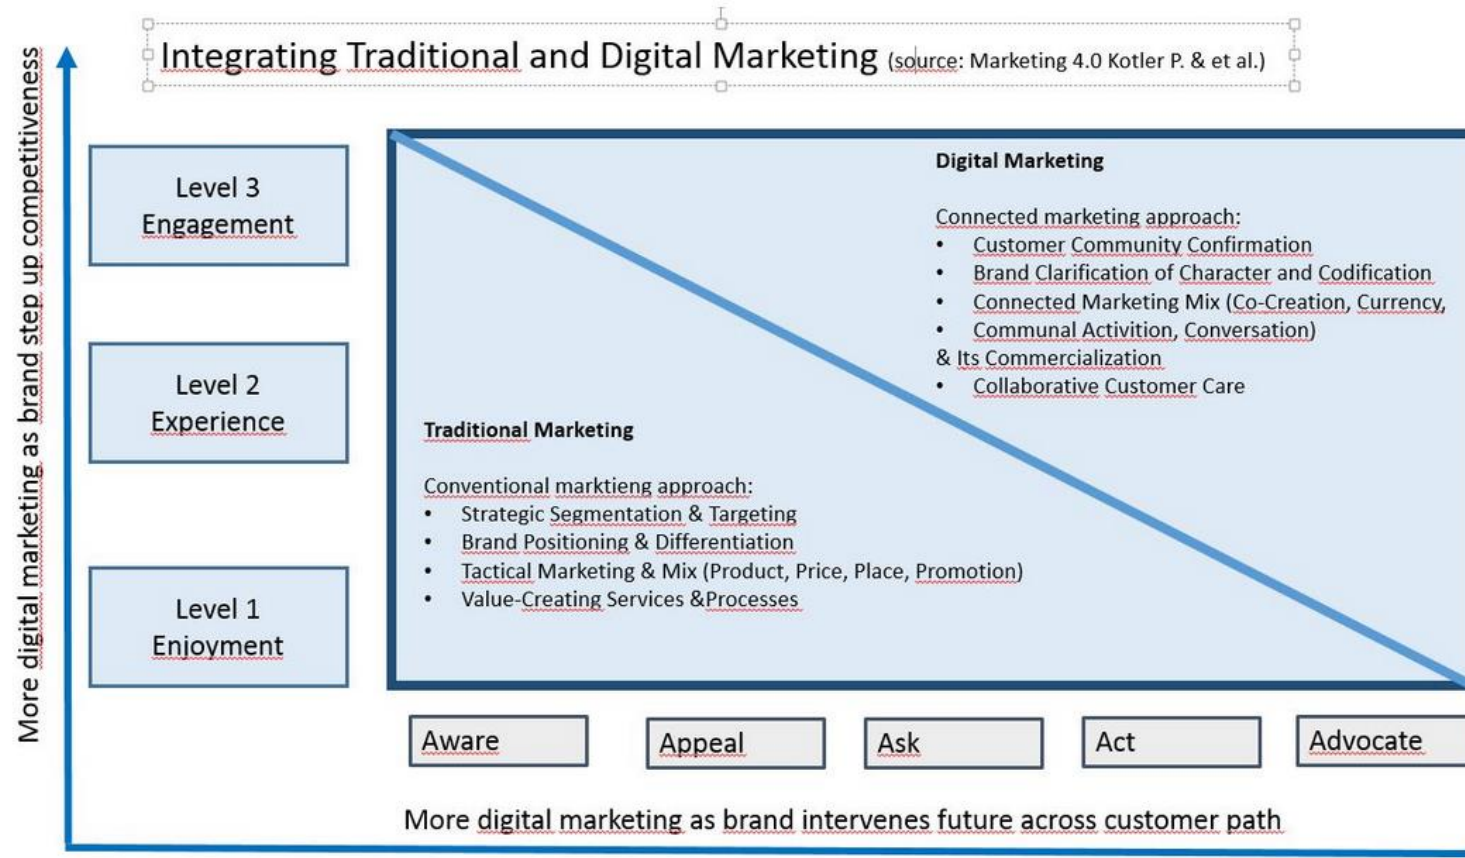 Integrating Traditional and Digital Marketing (source: Marketing 4.0 Kotler P. & et al.)
More digital marketing as brand step up competitiveness
Level 3
Engagement
Level 2
Experience
Level 1
Enjoyment
Digital Marketing
Connected marketing approach:
• Customer Community Confirmation
• Brand Clarification of Character and Codification
• Connected Marketing Mix (Co-Creation, Currency,
• Communal Activition, Conversation)
& Its Commercialization
• Collaborative Customer Care
Traditional Marketing
Conventional marktieng approach:
• Strategic Segmentation & Targeting
• Brand Positioning & Differentiation
• Tactical Marketing & Mix (Product, Price, Place, Promotion)
• Value-Creating Services &Processes
Aware
Appeal
Ask
Act
Advocate
More digital marketing as brand intervenes future across customer path